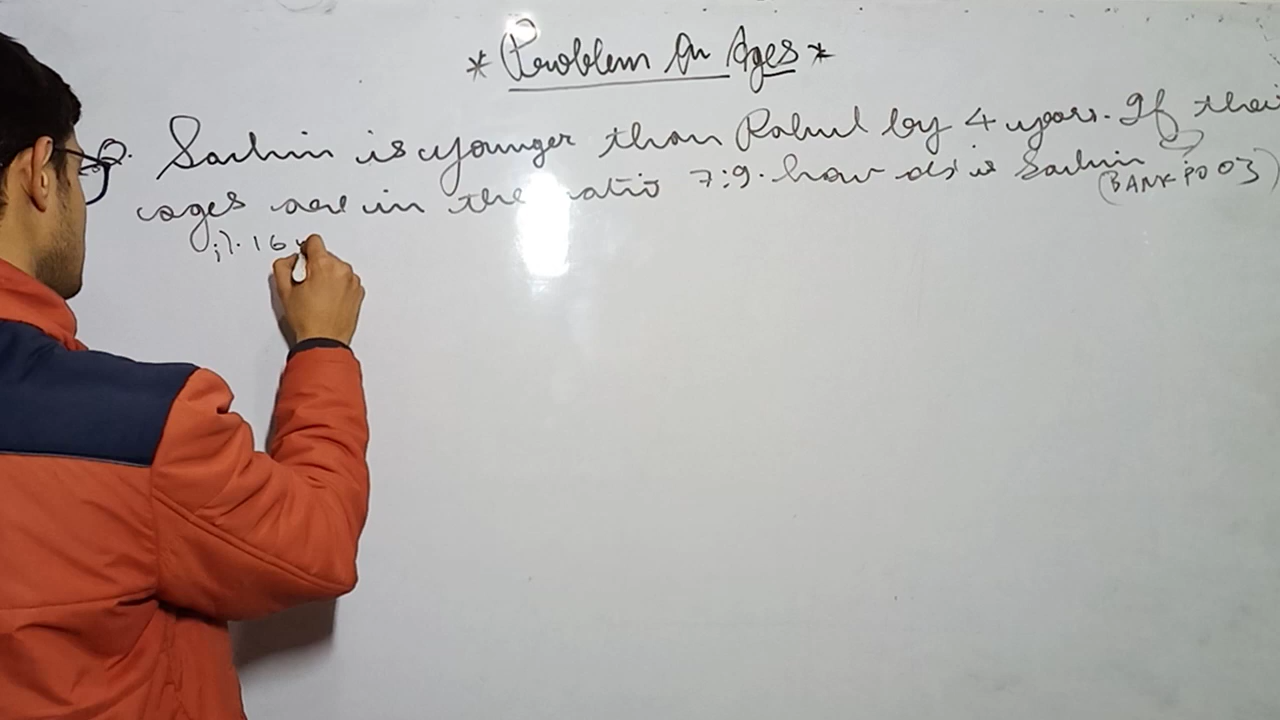 * Problem On Ages *
Q. Sachin is younger than Rahul by 4 years. If their
ages are in the ratio 7:9. how old is Sachin ?
(BANK PO 03)
i). 16